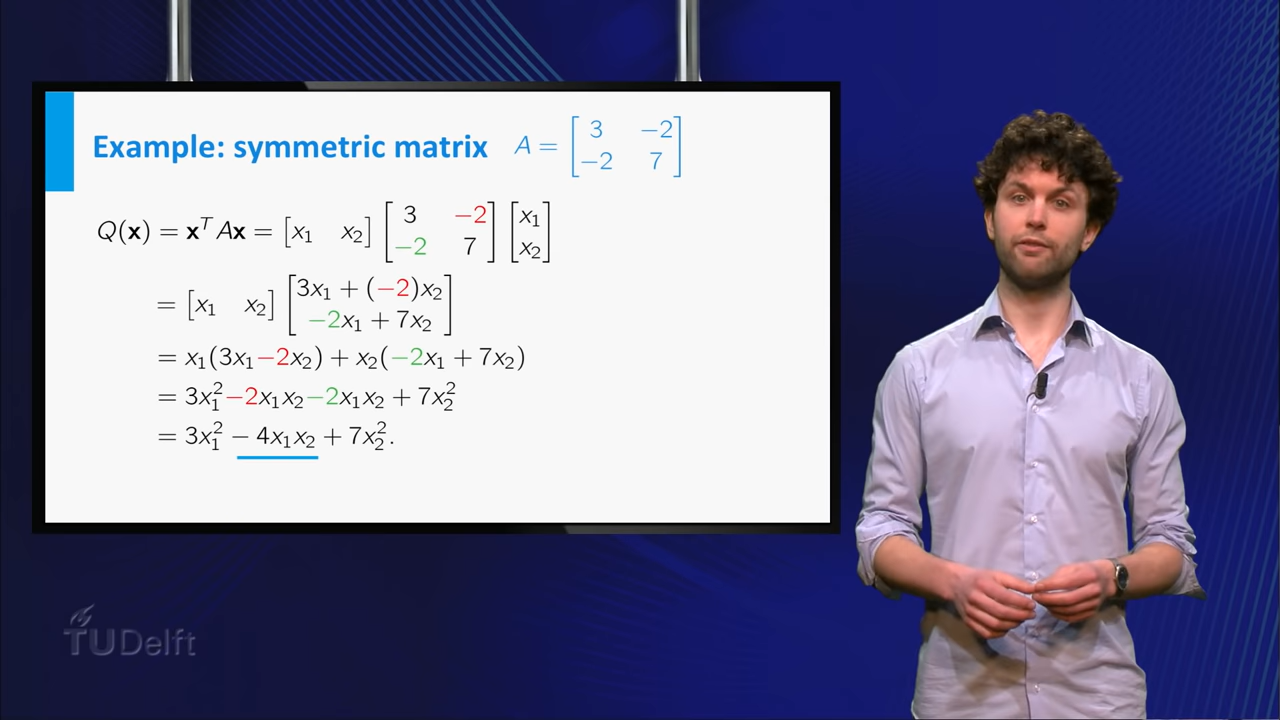 Example: symmetric matrix A = [3 −2; −2 7]
Q(x) = xᵀAx = [x₁ x₂] [3 −2; −2 7] [x₁; x₂]
= [x₁ x₂] [3x₁ + (−2)x₂; −2x₁ + 7x₂]
= x₁(3x₁−2x₂) + x₂(−2x₁ + 7x₂)
= 3x₁²−2x₁x₂−2x₁x₂ + 7x₂²
= 3x₁² − 4x₁x₂ + 7x₂².
TUDelft